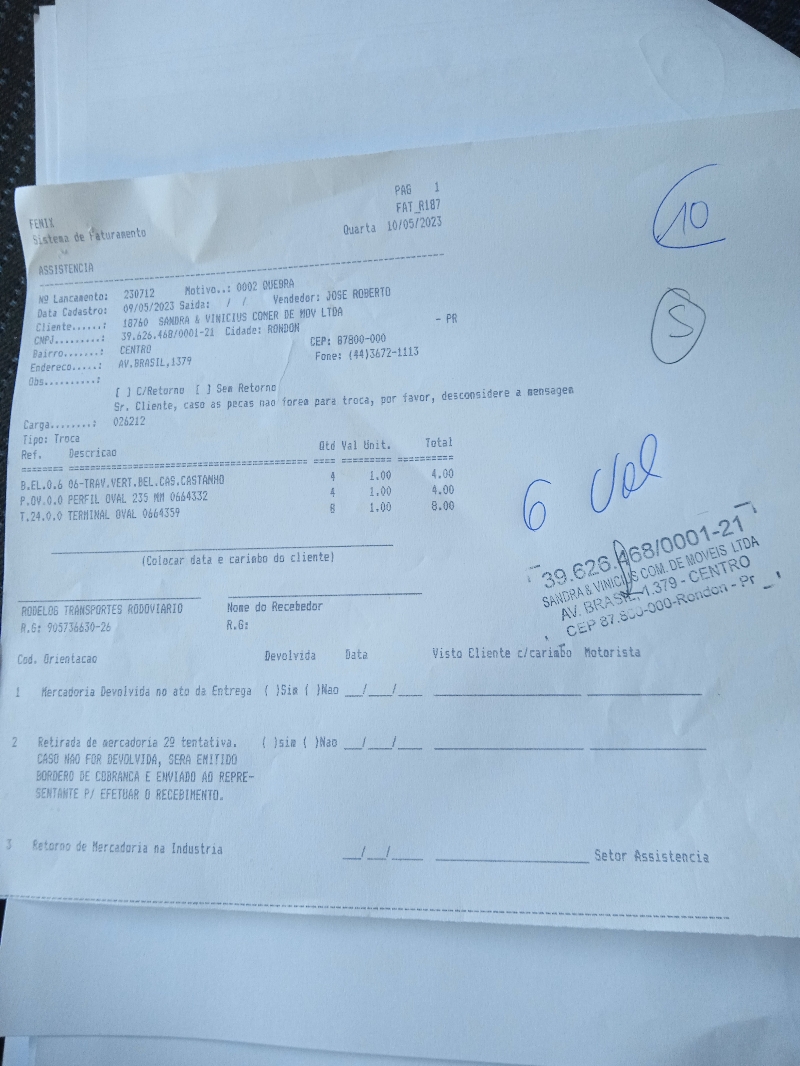 PAG 1
FENIX FAT_R187
Sistema de Faturamento Quarta 10/05/2023
10
ASSISTENCIA
Nº Lancamento: 230712 Motivo..: 0002 QUEBRA
Data Cadastro: 09/05/2023 Saida: / / Vendedor: JOSE ROBERTO
Cliente......: 18760 SANDRA & VINICIUS COMER DE MOV LTDA
CNPJ.........: 39.626.468/0001-21 Cidade: RONDON - PR
Bairro.......: CENTRO CEP: 87800-000
Endereco.....: AV.BRASIL,1379 Fone: (44)3672-1113
Obs..........:
S
[ ] C/Retorno [ ] Sem Retorno
Sr. Cliente, caso as pecas nao forem para troca, por favor, desconsidere a mensagem
Carga........: 026212
Tipo: Troca
Ref. Descricao Qtd Val Unit. Total
B.EL.0.6 06-TRAV.VERT.BEL.CAS.CASTANHO 4 1.00 4.00
P.OV.0.0 PERFIL OVAL 235 MM 0664332 4 1.00 4.00
T.24.0.0 TERMINAL OVAL 0664359 8 1.00 8.00
6 Vol
(Colocar data e carimbo do cliente)
39.626.468/0001-21
SANDRA & VINICIUS COM. DE MOVEIS LTDA
AV. BRASIL, 1.379 - CENTRO
CEP 87.800-000-Rondon - Pr
RODELOS TRANSPORTES RODOVIARIO Nome do Recebedor
R.G: 905736630-26 R.G:
Cod. Orientacao Devolvida Data Visto Cliente c/carimbo Motorista
1 Mercadoria Devolvida no ato da Entrega ( )Sim ( )Nao __/__/__
2 Retirada de mercadoria 2ª tentativa. ( )sim ( )Nao __/__/__
CASO NAO FOR DEVOLVIDA, SERA EMITIDO
BORDERO DE COBRANCA E ENVIADO AO REPRE-
SENTANTE P/ EFETUAR O RECEBIMENTO.
3 Retorno de Mercadoria na Industria __/__/__ Setor Assistencia